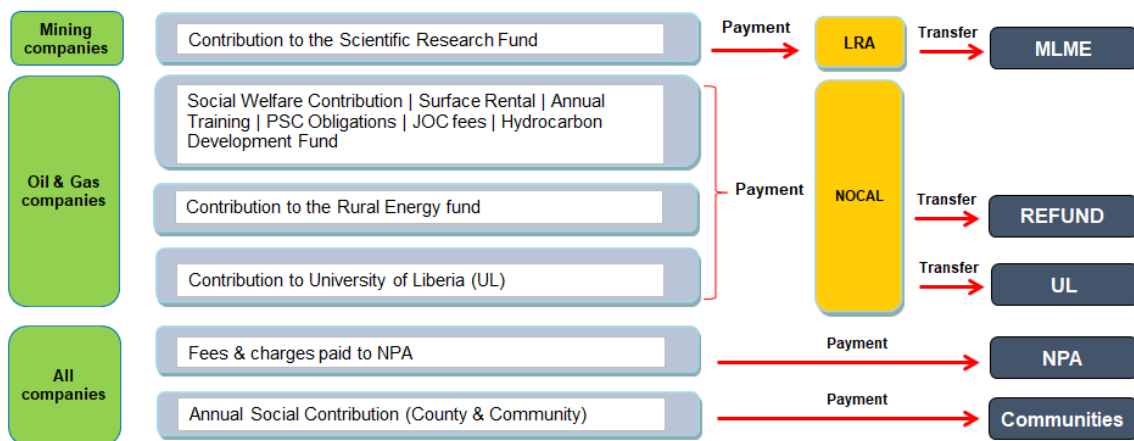 Mining
companies
Contribution to the Scientific Research Fund
Payment
LRA
Transfer
MLME
Oil & Gas
companies
Social Welfare Contribution | Surface Rental | Annual
Training | PSC Obligations | JOC fees | Hydrocarbon
Development Fund
Contribution to the Rural Energy fund
Contribution to University of Liberia (UL)
Payment
NOCAL
Transfer
REFUND
Transfer
UL
All
companies
Fees & charges paid to NPA
Payment
NPA
Annual Social Contribution (County & Community)
Payment
Communities